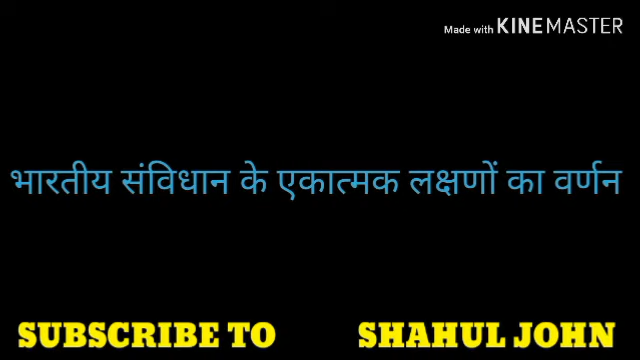 Made with KINEMASTER
भारतीय संविधान के एकात्मक लक्षणों का वर्णन
SUBSCRIBE TO SHAHUL JOHN